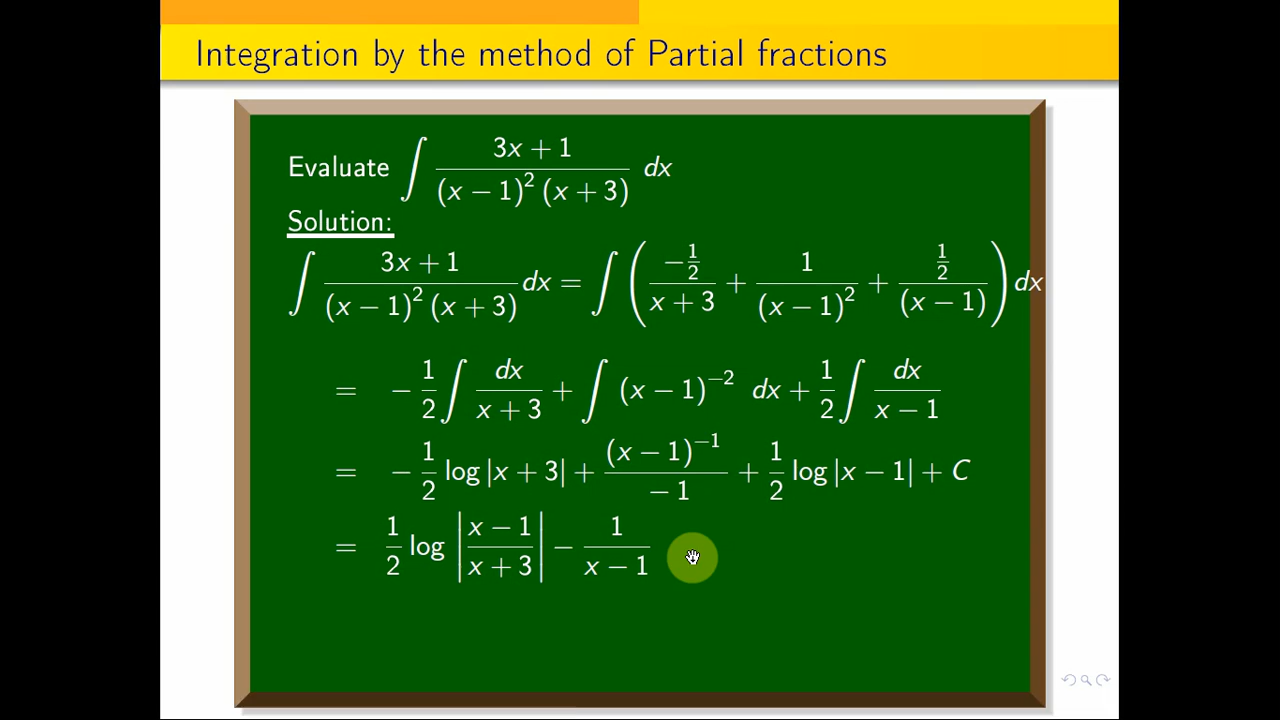 Integration by the method of Partial fractions
Evaluate ∫ (3x + 1)/((x − 1)² (x + 3)) dx
Solution:
∫ (3x + 1)/((x − 1)² (x + 3)) dx = ∫ ( (−1/2)/(x + 3) + 1/(x − 1)² + (1/2)/(x − 1) ) dx
= −1/2 ∫ dx/(x + 3) + ∫ (x − 1)⁻² dx + 1/2 ∫ dx/(x − 1)
= −1/2 log|x + 3| + (x − 1)⁻¹/(−1) + 1/2 log|x − 1| + C
= 1/2 log |(x − 1)/(x + 3)| − 1/(x − 1)